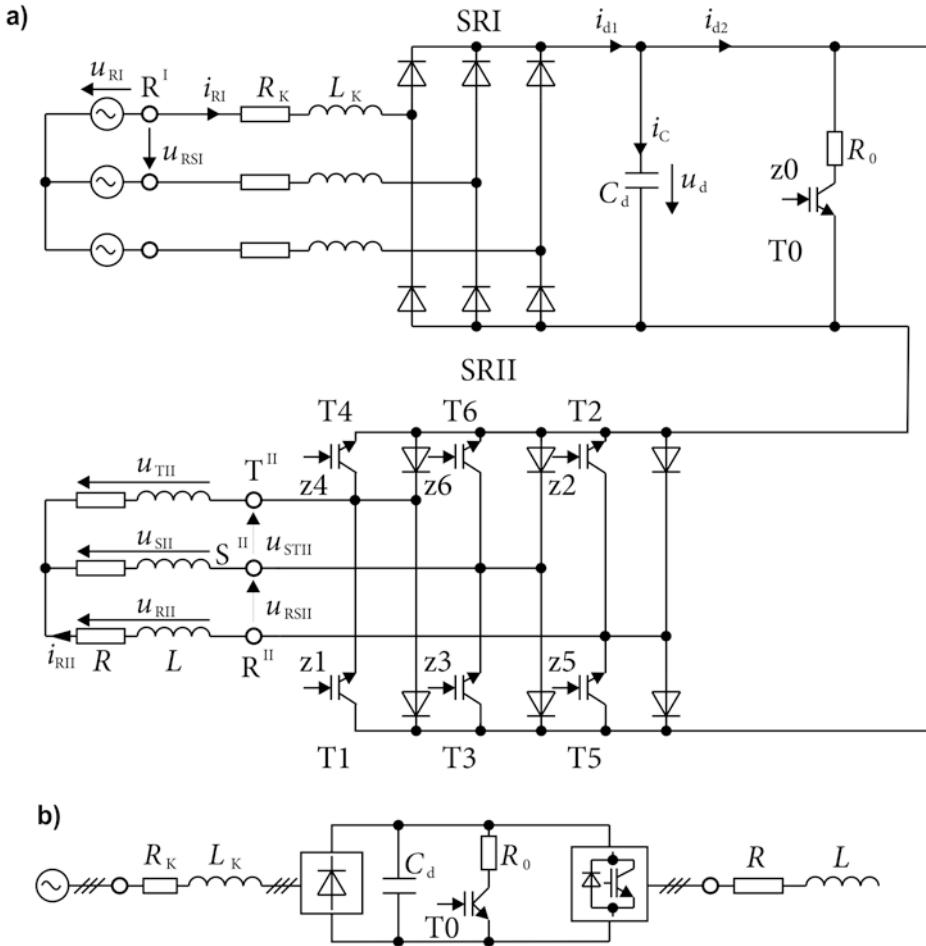 a)
SRI
i_d1
i_d2
u_RI
R^I
i_RI
R_K
L_K
u_RSI
i_C
C_d
u_d
R_0
z0
T0
SRII
T4
T6
T2
z4
z6
z2
u_TII
T^II
u_SII
S^II
u_STII
u_RII
u_RSII
i_RII
R
L
R^II
z1
z3
z5
T1
T3
T5
b)
R_K
L_K
C_d
R_0
T0
R
L